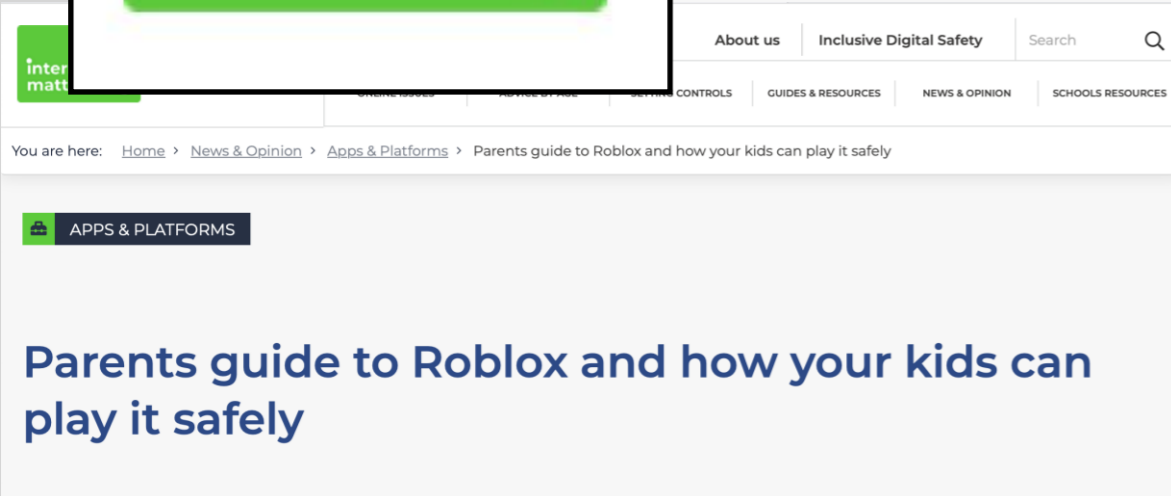 About us
Inclusive Digital Safety
Search
CONTROLS
GUIDES & RESOURCES
NEWS & OPINION
SCHOOLS RESOURCES
You are here: Home > News & Opinion > Apps & Platforms > Parents guide to Roblox and how your kids can play it safely
APPS & PLATFORMS
Parents guide to Roblox and how your kids can
play it safely